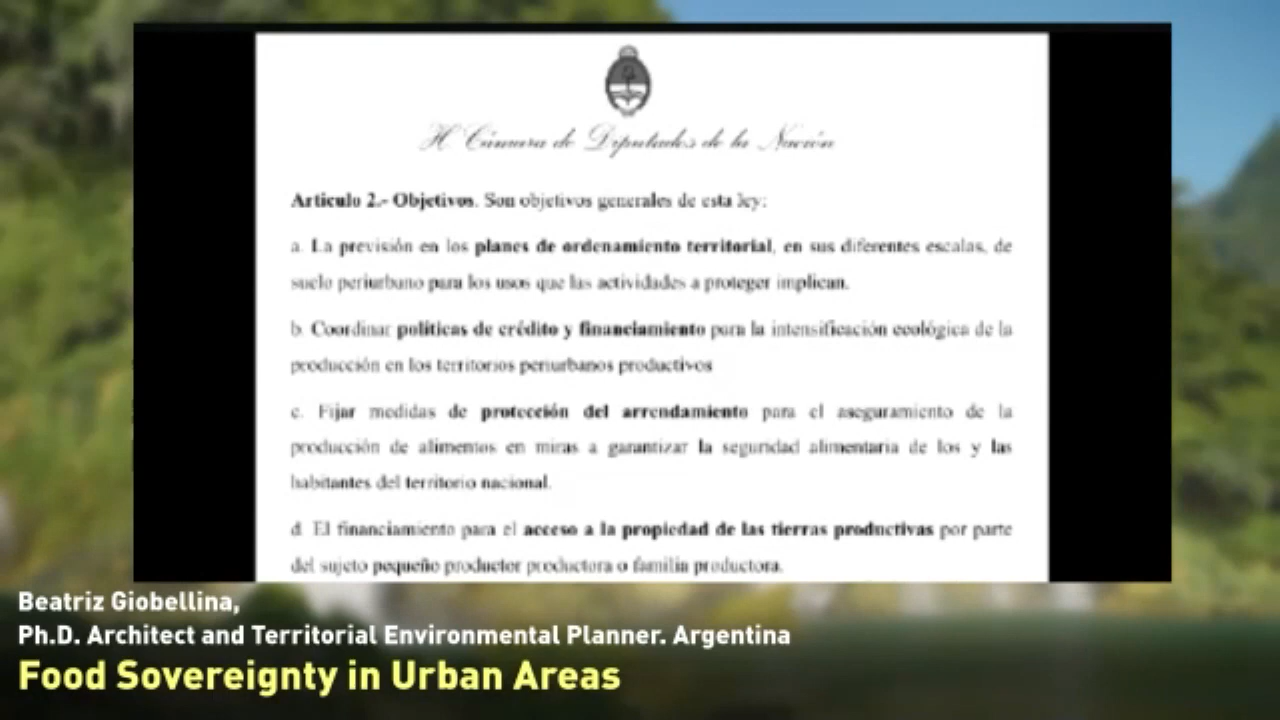 H. Cámara de Diputados de la Nación
Artículo 2.- Objetivos. Son objetivos generales de esta ley:
a. La previsión en los planes de ordenamiento territorial, en sus diferentes escalas, de
suelo periurbano para los usos que las actividades a proteger implican.
b. Coordinar políticas de crédito y financiamiento para la intensificación ecológica de la
producción en los territorios periurbanos productivos
c. Fijar medidas de protección del arrendamiento para el aseguramiento de la
producción de alimentos en miras a garantizar la seguridad alimentaria de los y las
habitantes del territorio nacional.
d. El financiamiento para el acceso a la propiedad de las tierras productivas por parte
del sujeto pequeño productor productora o familia productora.
Beatriz Giobellina,
Ph.D. Architect and Territorial Environmental Planner. Argentina
Food Sovereignty in Urban Areas